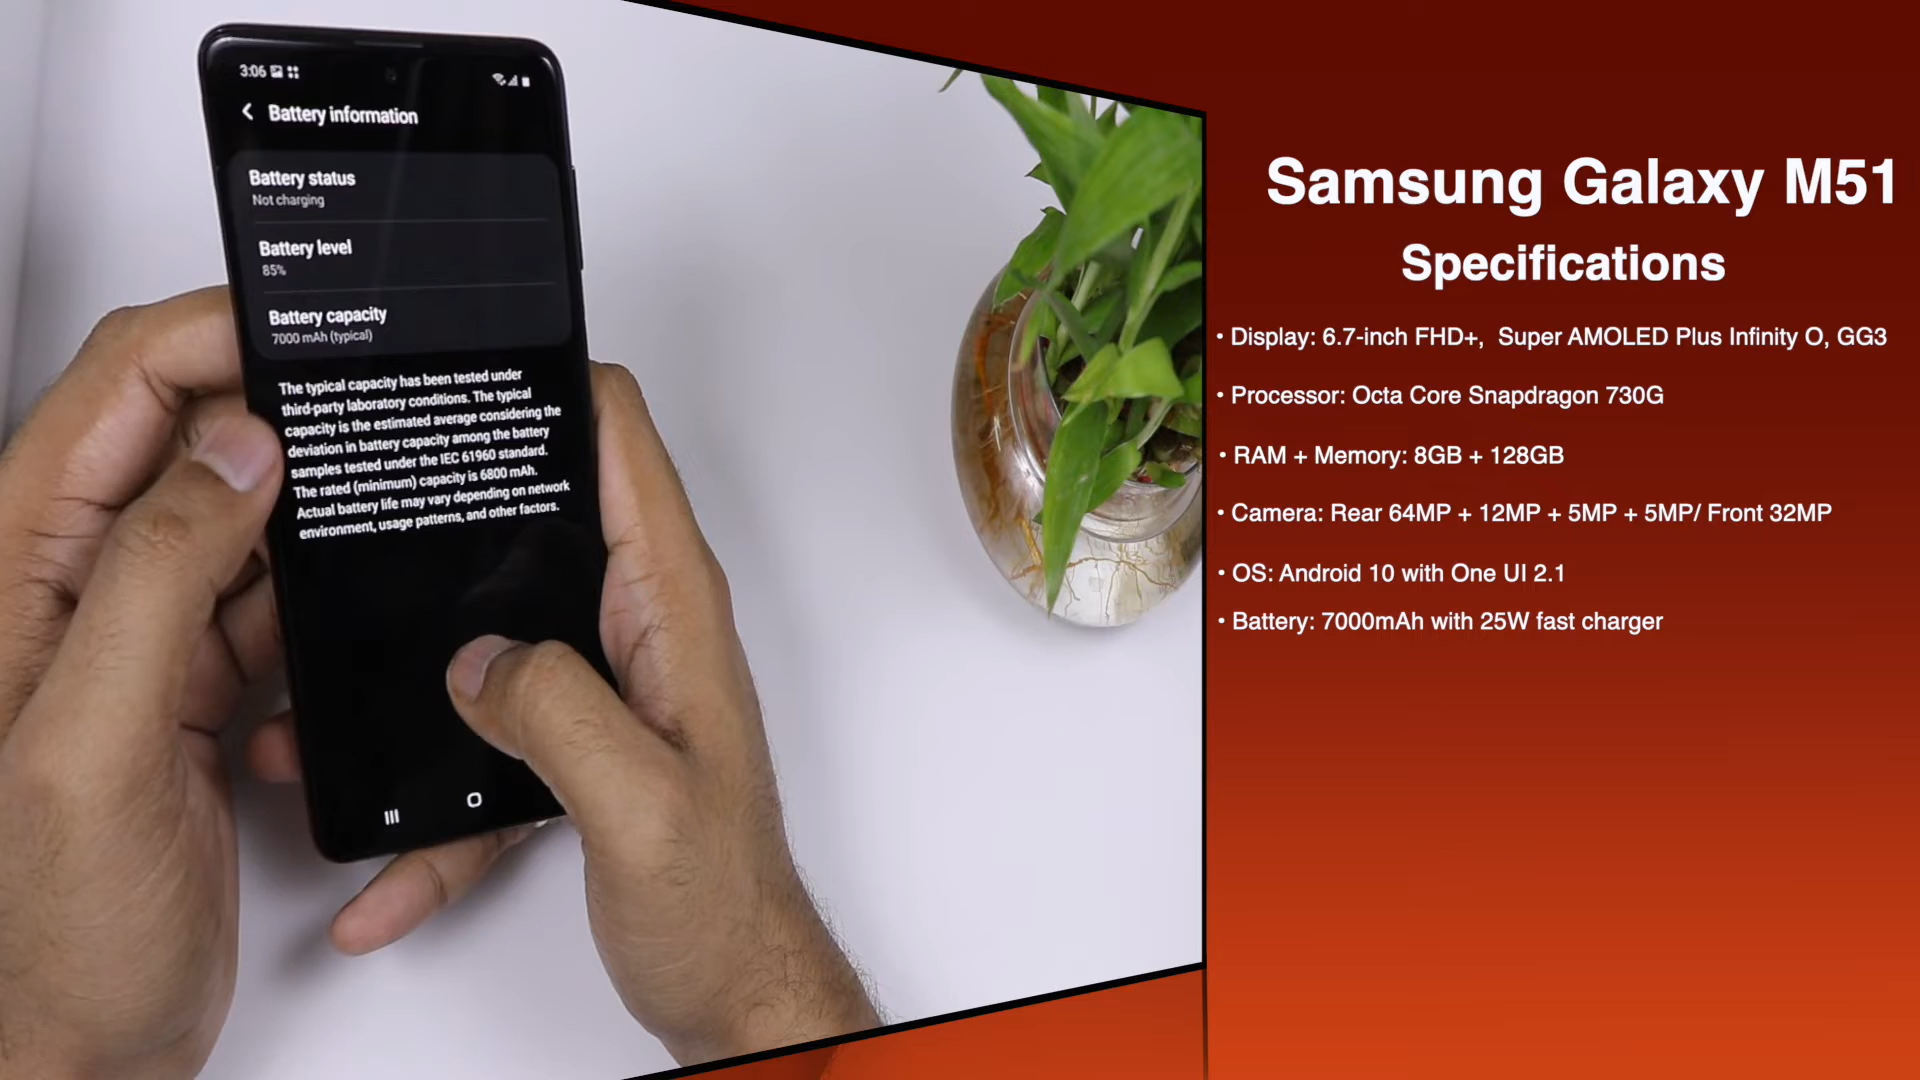 3:06
Battery information
Battery status
Not charging
Battery level
85%
Battery capacity
7000 mAh (typical)
The typical capacity has been tested under
third-party laboratory conditions. The typical
capacity is the estimated average considering the
deviation in battery capacity among the battery
samples tested under the IEC 61960 standard.
The rated (minimum) capacity is 6800 mAh.
Actual battery life may vary depending on network
environment, usage patterns, and other factors.
Samsung Galaxy M51
Specifications
• Display: 6.7-inch FHD+, Super AMOLED Plus Infinity O, GG3
• Processor: Octa Core Snapdragon 730G
• RAM + Memory: 8GB + 128GB
• Camera: Rear 64MP + 12MP + 5MP + 5MP/ Front 32MP
• OS: Android 10 with One UI 2.1
• Battery: 7000mAh with 25W fast charger